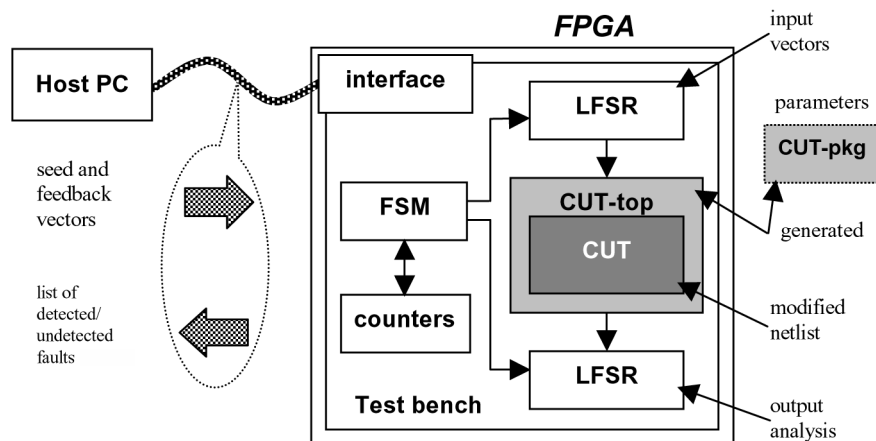 FPGA
input
vectors
Host PC
interface
LFSR
parameters
CUT-pkg
seed and
feedback
vectors
FSM
CUT-top
CUT
generated
list of
detected/
undetected
faults
counters
modified
netlist
LFSR
Test bench
output
analysis